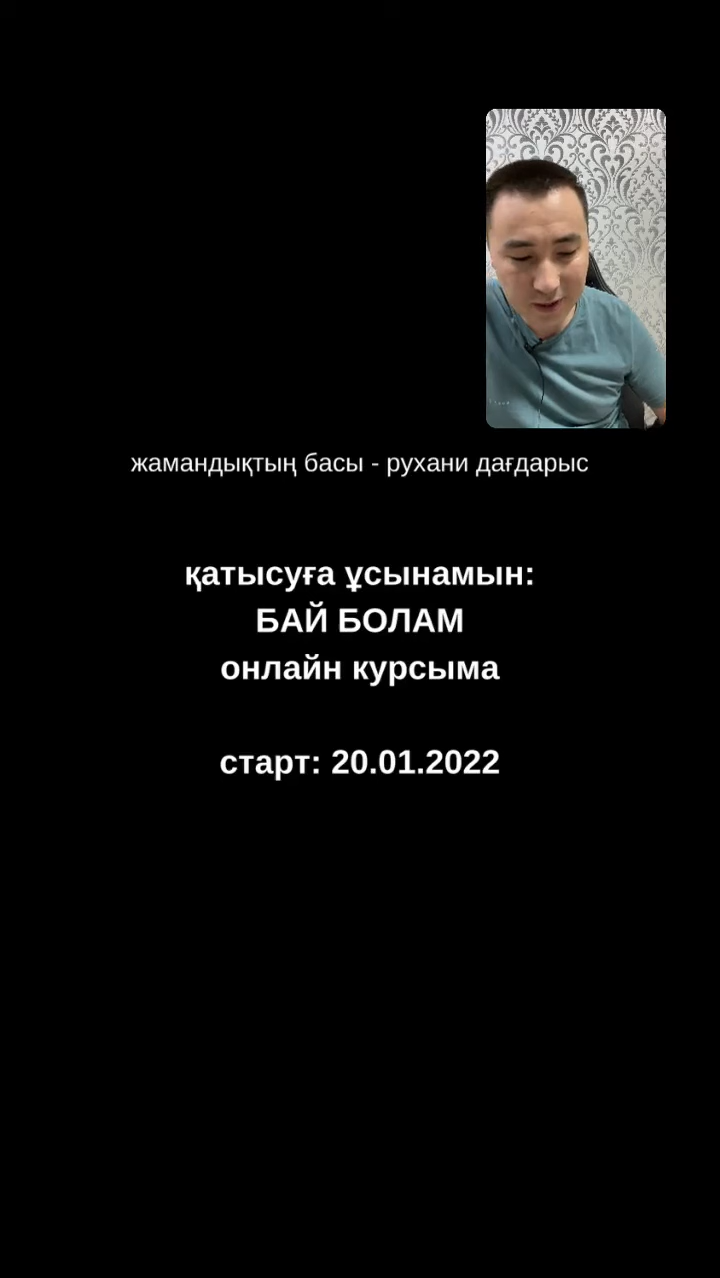 жамандықтың басы - рухани дағдарыс
қатысуға ұсынамын:
БАЙ БОЛАМ
онлайн курсыма
старт: 20.01.2022